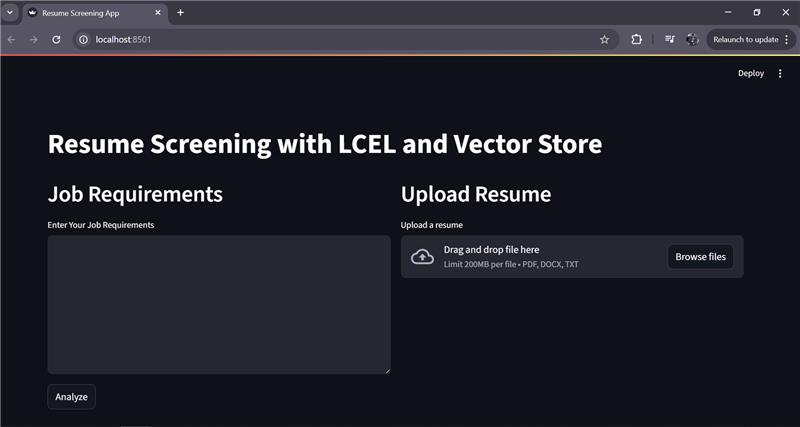 Resume Screening App
localhost:8501
Relaunch to update
Deploy
Resume Screening with LCEL and Vector Store
Job Requirements
Enter Your Job Requirements
Analyze
Upload Resume
Upload a resume
Drag and drop file here
Limit 200MB per file • PDF, DOCX, TXT
Browse files